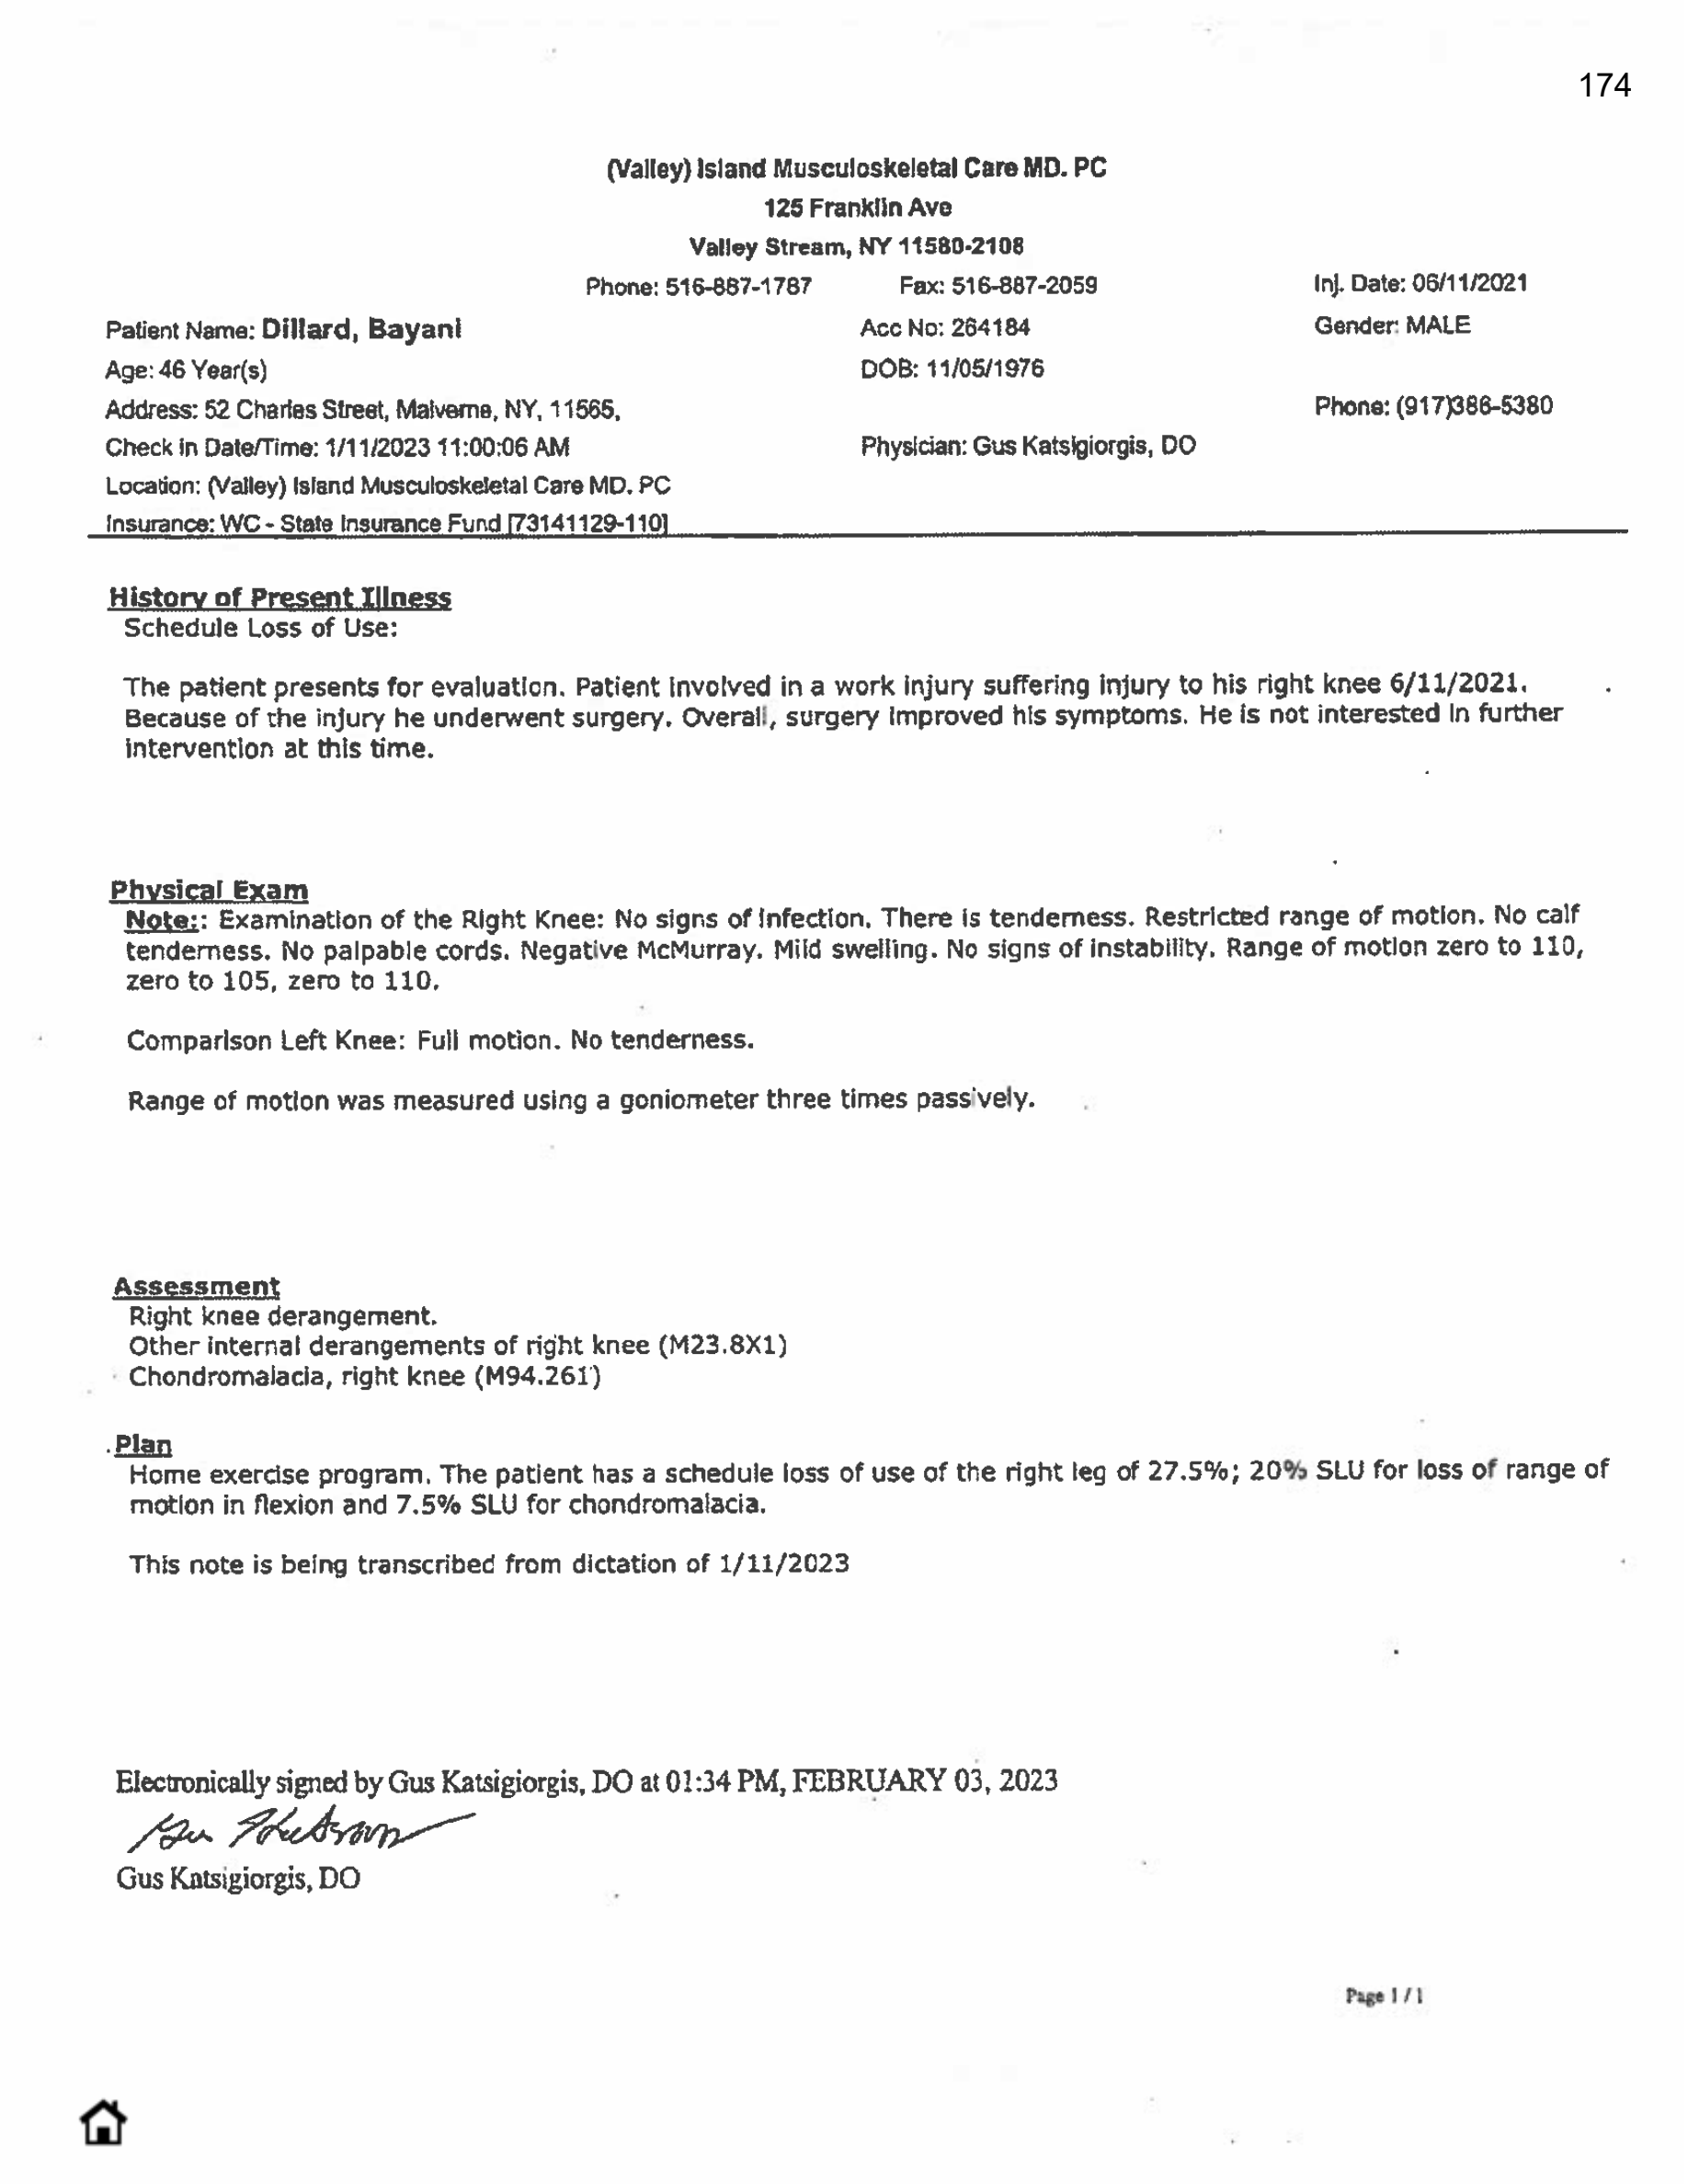 174
(Valley) Island Musculoskeletal Care MD. PC
125 Franklin Ave
Valley Stream, NY 11580-2108
Phone: 516-887-1787 Fax: 516-887-2059 Inj. Date: 06/11/2021
Patient Name: Dillard, Bayani Acc No: 264184 Gender: MALE
Age: 46 Year(s) DOB: 11/05/1976
Address: 52 Charles Street, Malverne, NY, 11565, Phone: (917)386-5380
Check in Date/Time: 1/11/2023 11:00:06 AM Physician: Gus Katsigiorgis, DO
Location: (Valley) Island Musculoskeletal Care MD. PC
Insurance: WC - State Insurance Fund [73141129-110]
History of Present Illness
Schedule Loss of Use:
The patient presents for evaluation. Patient involved in a work injury suffering injury to his right knee 6/11/2021.
Because of the injury he underwent surgery. Overall, surgery improved his symptoms. He is not interested in further
intervention at this time.
Physical Exam
Note:: Examination of the Right Knee: No signs of infection. There is tenderness. Restricted range of motion. No calf
tenderness. No palpable cords. Negative McMurray. Mild swelling. No signs of instability. Range of motion zero to 110,
zero to 105, zero to 110.
Comparison Left Knee: Full motion. No tenderness.
Range of motion was measured using a goniometer three times passively.
Assessment
Right knee derangement.
Other internal derangements of right knee (M23.8X1)
Chondromalacia, right knee (M94.261)
Plan
Home exercise program. The patient has a schedule loss of use of the right leg of 27.5%; 20% SLU for loss of range of
motion in flexion and 7.5% SLU for chondromalacia.
This note is being transcribed from dictation of 1/11/2023
Electronically signed by Gus Katsigiorgis, DO at 01:34 PM, FEBRUARY 03, 2023
Gus Katsigiorgis, DO
Page 1 / 1